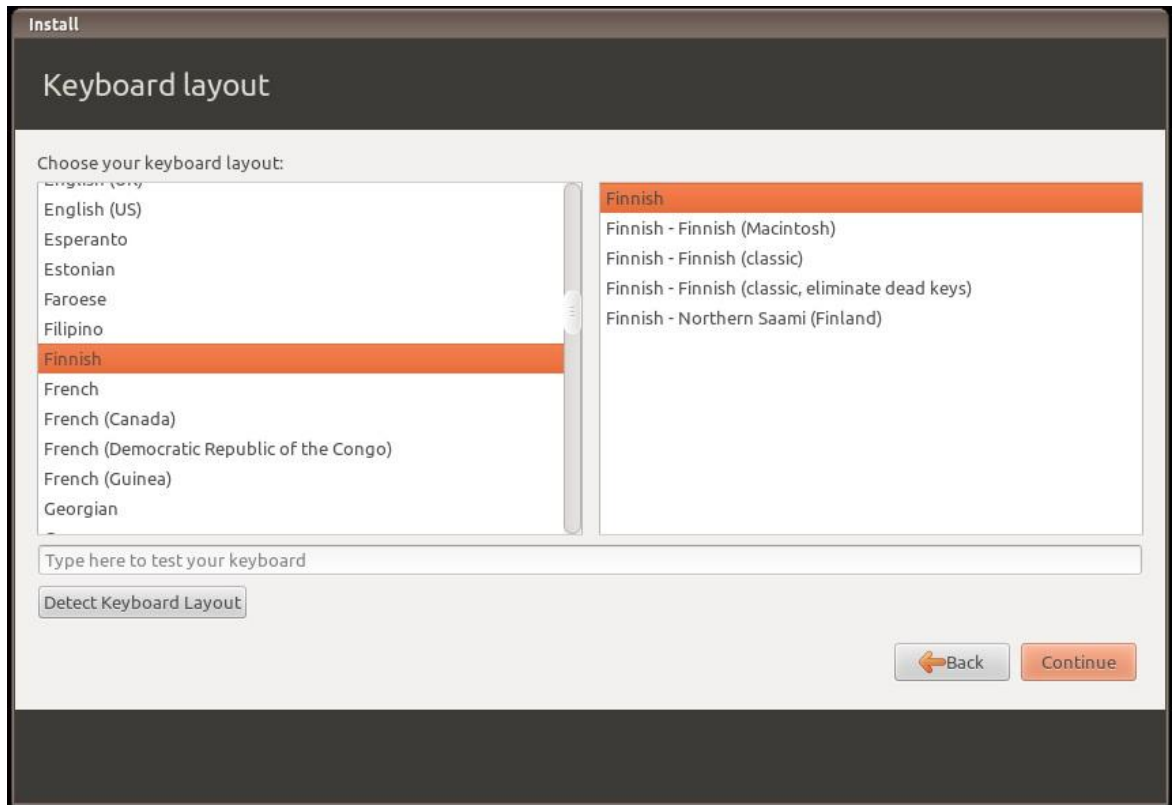 Install
Keyboard layout
Choose your keyboard layout:
English (UK)
English (US)
Esperanto
Estonian
Faroese
Filipino
Finnish
French
French (Canada)
French (Democratic Republic of the Congo)
French (Guinea)
Georgian
Finnish
Finnish - Finnish (Macintosh)
Finnish - Finnish (classic)
Finnish - Finnish (classic, eliminate dead keys)
Finnish - Northern Saami (Finland)
Type here to test your keyboard
Detect Keyboard Layout
Back
Continue